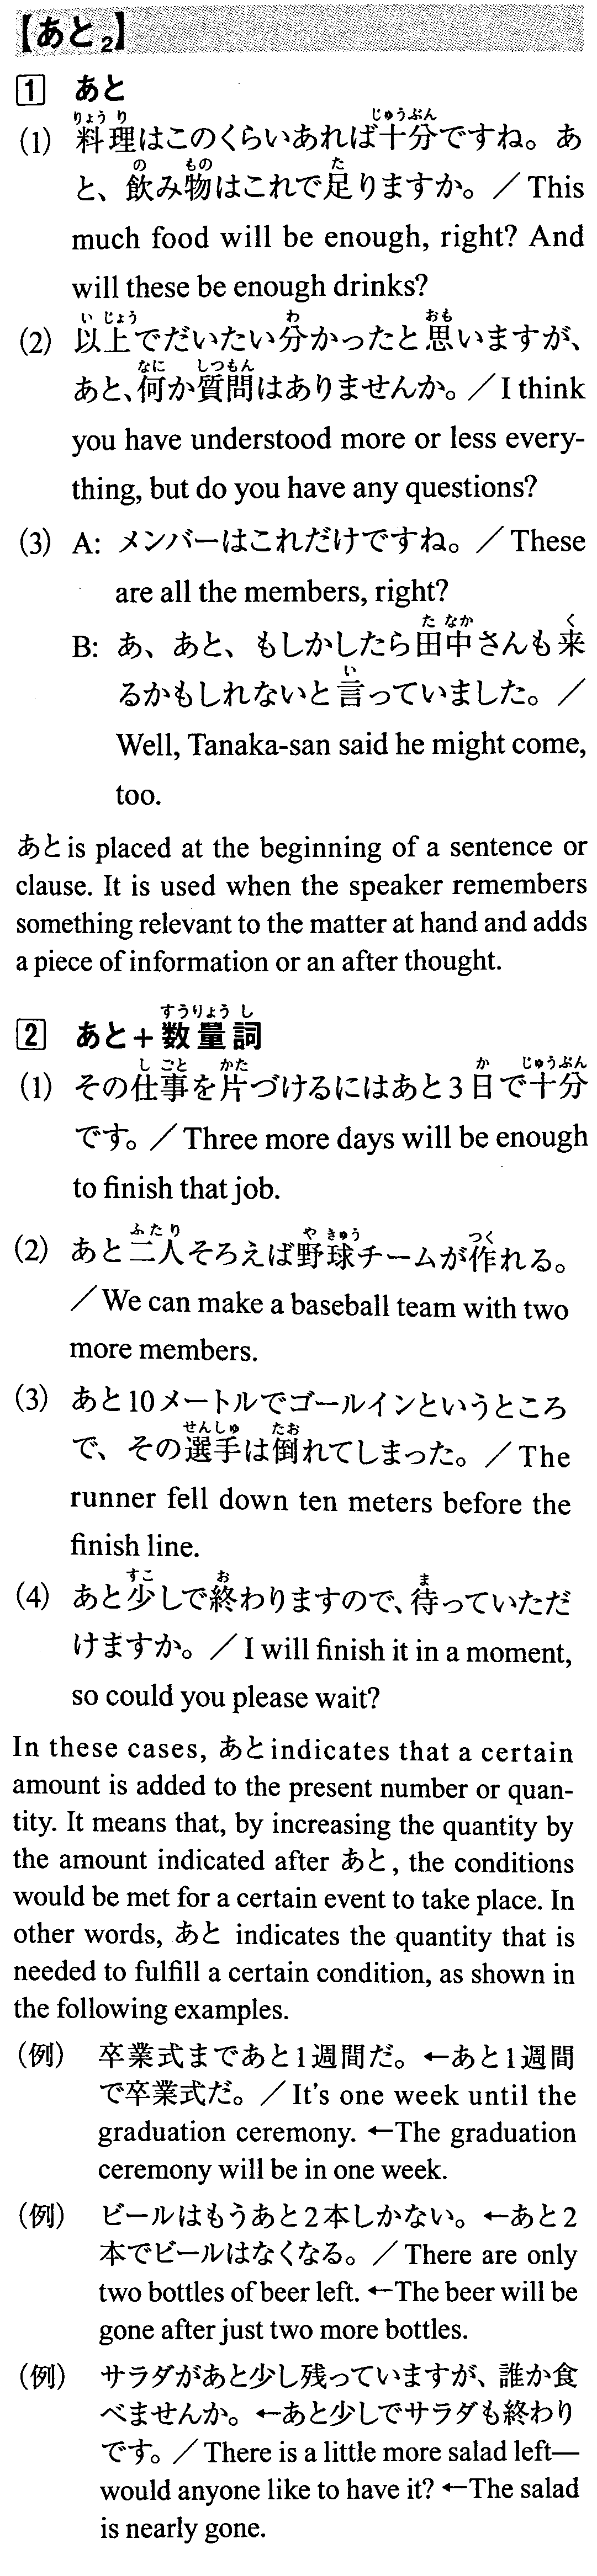 【あと₂】
1 あと
(1) 料理はこのくらいあれば十分ですね。あ
と、飲み物はこれで足りますか。／This
much food will be enough, right? And
will these be enough drinks?
(2) 以上でだいたい分かったと思いますが、
あと、何か質問はありませんか。／I think
you have understood more or less every-
thing, but do you have any questions?
(3) A: メンバーはこれだけですね。／These
are all the members, right?
B: あ、あと、もしかしたら田中さんも来
るかもしれないと言っていました。／
Well, Tanaka-san said he might come,
too.
あと is placed at the beginning of a sentence or
clause. It is used when the speaker remembers
something relevant to the matter at hand and adds
a piece of information or an after thought.
2 あと＋数量詞
(1) その仕事を片づけるにはあと3日で十分
です。／Three more days will be enough
to finish that job.
(2) あと二人そろえば野球チームが作れる。
／We can make a baseball team with two
more members.
(3) あと10メートルでゴールインというところ
で、その選手は倒れてしまった。／The
runner fell down ten meters before the
finish line.
(4) あと少しで終わりますので、待っていただ
けますか。／I will finish it in a moment,
so could you please wait?
In these cases, あと indicates that a certain
amount is added to the present number or quan-
tity. It means that, by increasing the quantity by
the amount indicated after あと, the conditions
would be met for a certain event to take place. In
other words, あと indicates the quantity that is
needed to fulfill a certain condition, as shown in
the following examples.
(例) 卒業式まであと1週間だ。←あと1週間
で卒業式だ。／It's one week until the
graduation ceremony. ←The graduation
ceremony will be in one week.
(例) ビールはもうあと2本しかない。←あと2
本でビールはなくなる。／There are only
two bottles of beer left. ←The beer will be
gone after just two more bottles.
(例) サラダがあと少し残っていますが、誰か食
べませんか。←あと少しでサラダも終わり
です。／There is a little more salad left—
would anyone like to have it? ←The salad
is nearly gone.